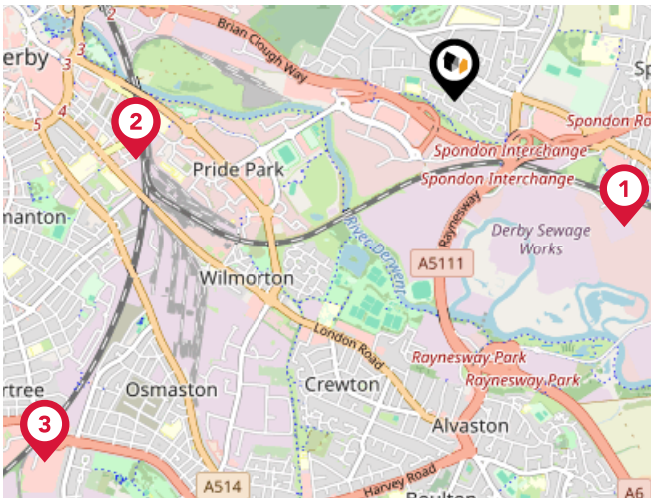 2
Brian Clough Way
3
erby
3
Sp
4
2
5
Spondon Ro
Spondon Interchange
Pride Park
Spondon Interchange
1
manton
River Derwent
Raynesway
Derby Sewage
Works
A5111
Wilmorton
London Road
Raynesway Park
Raynesway Park
Crewton
rtree
Osmaston
3
Alvaston
A514
Harvey Road
A6
Boulton